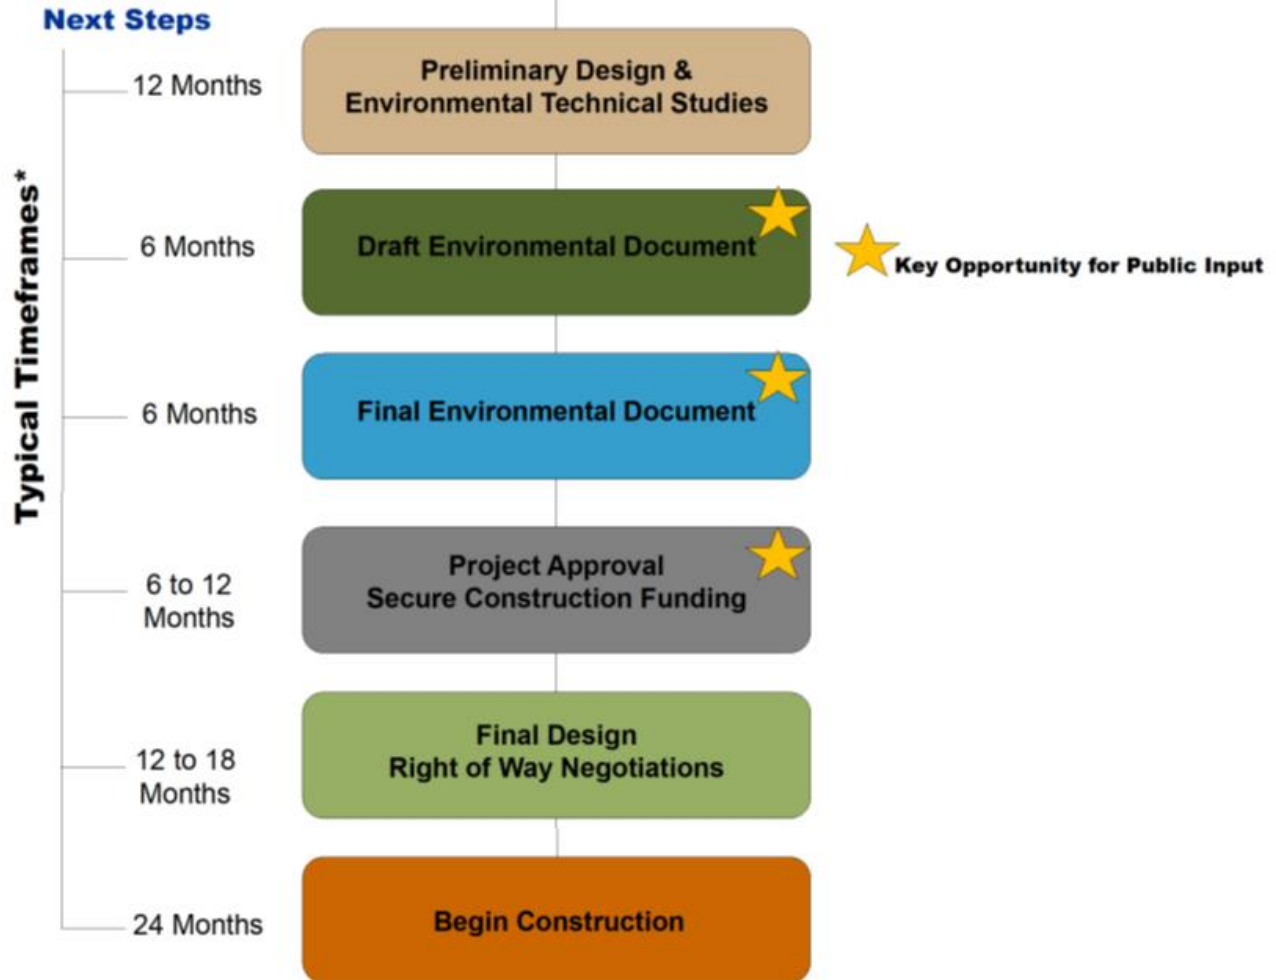 Next Steps
Typical Timeframes*
12 Months
Preliminary Design &
Environmental Technical Studies
6 Months
Draft Environmental Document
Key Opportunity for Public Input
6 Months
Final Environmental Document
6 to 12
Months
Project Approval
Secure Construction Funding
12 to 18
Months
Final Design
Right of Way Negotiations
24 Months
Begin Construction